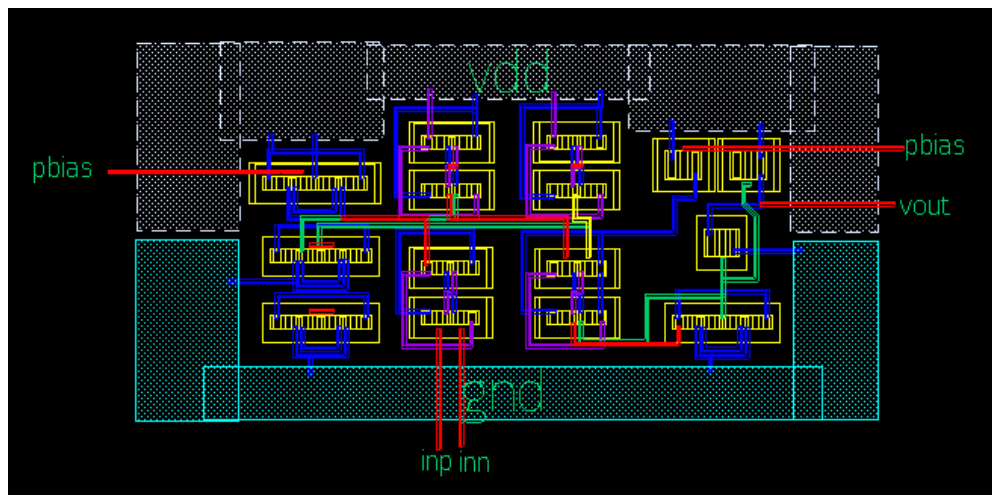 vdd
pbias
pbias
vout
gnd
inp inn